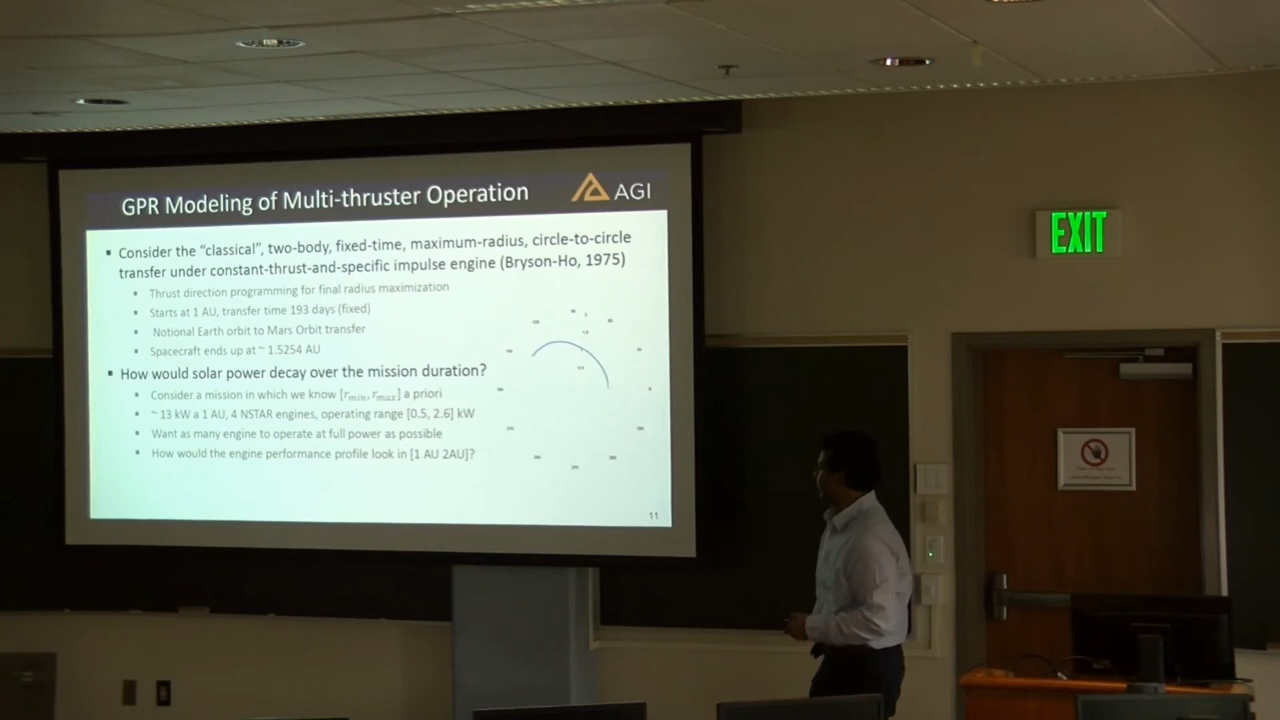 GPR Modeling of Multi-thruster Operation
AGI
Consider the “classical”, two-body, fixed-time, maximum-radius, circle-to-circle
transfer under constant-thrust-and-specific impulse engine (Bryson-Ho, 1975)
Thrust direction programming for final radius maximization
Starts at 1 AU, transfer time 193 days (fixed)
Notional Earth orbit to Mars Orbit transfer
Spacecraft ends up at ~ 1.5254 AU
How would solar power decay over the mission duration?
Consider a mission in which we know [rmin, rmax] a priori
~ 13 kW a 1 AU, 4 NSTAR engines, operating range [0.5, 2.6] kW
Want as many engine to operate at full power as possible
How would the engine performance profile look in [1 AU 2AU]?
11
EXIT